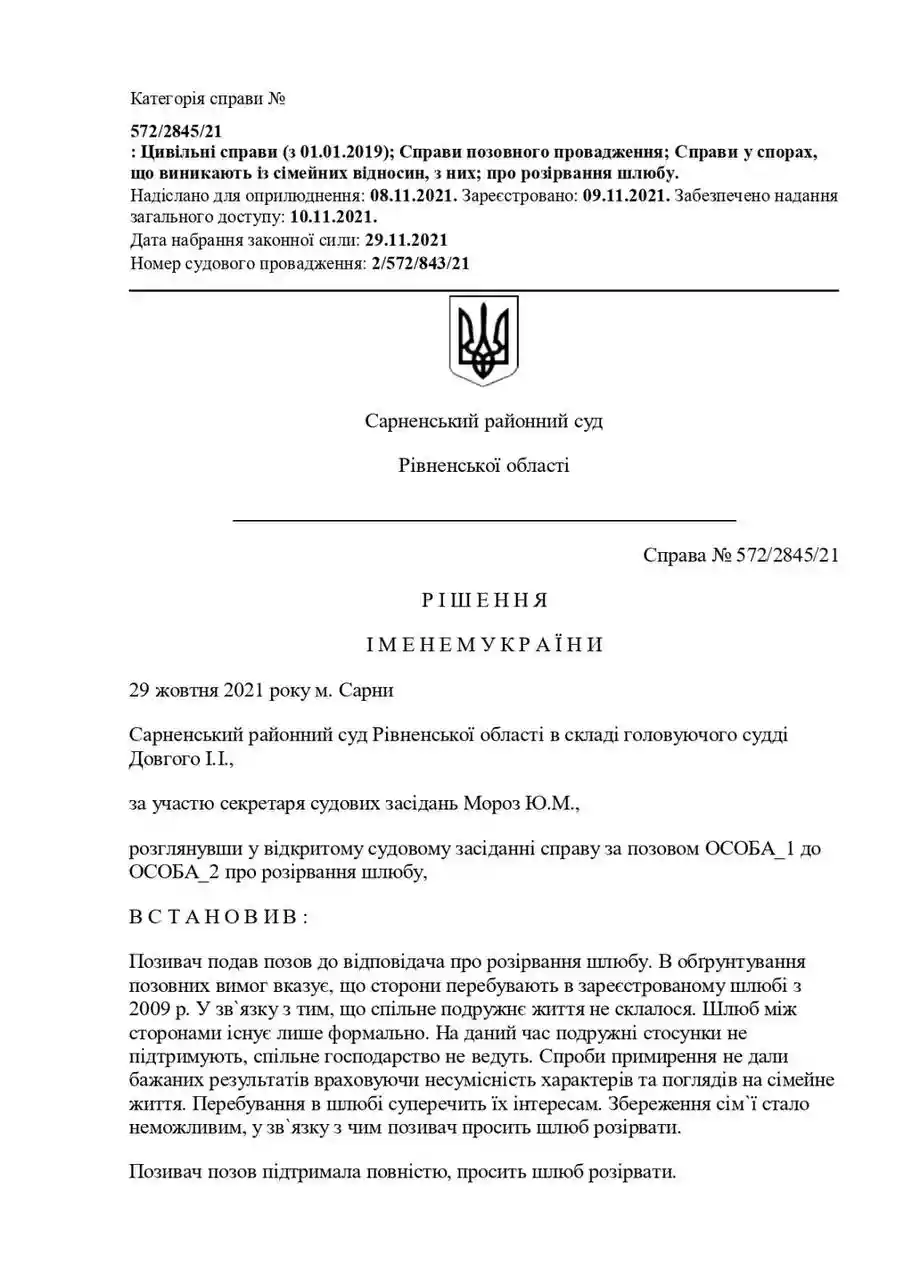 Категорія справи №
572/2845/21
: Цивільні справи (з 01.01.2019); Справи позовного провадження; Справи у спорах,
що виникають із сімейних відносин, з них; про розірвання шлюбу.
Надіслано для оприлюднення: 08.11.2021. Зареєстровано: 09.11.2021. Забезпечено надання
загального доступу: 10.11.2021.
Дата набрання законної сили: 29.11.2021
Номер судового провадження: 2/572/843/21
Сарненський районний суд
Рівненської області
Справа № 572/2845/21
Р І Ш Е Н Н Я
І М Е Н Е М У К Р А Ї Н И
29 жовтня 2021 року м. Сарни
Сарненський районний суд Рівненської області в складі головуючого судді
Довгого І.І.,
за участю секретаря судових засідань Мороз Ю.М.,
розглянувши у відкритому судовому засіданні справу за позовом ОСОБА_1 до
ОСОБА_2 про розірвання шлюбу,
В С Т А Н О В И В :
Позивач подав позов до відповідача про розірвання шлюбу. В обґрунтування
позовних вимог вказує, що сторони перебувають в зареєстрованому шлюбі з
2009 р. У зв`язку з тим, що спільне подружнє життя не склалося. Шлюб між
сторонами існує лише формально. На даний час подружні стосунки не
підтримують, спільне господарство не ведуть. Спроби примирення не дали
бажаних результатів враховуючи несумісність характерів та поглядів на сімейне
життя. Перебування в шлюбі суперечить їх інтересам. Збереження сім`ї стало
неможливим, у зв`язку з чим позивач просить шлюб розірвати.
Позивач позов підтримала повністю, просить шлюб розірвати.